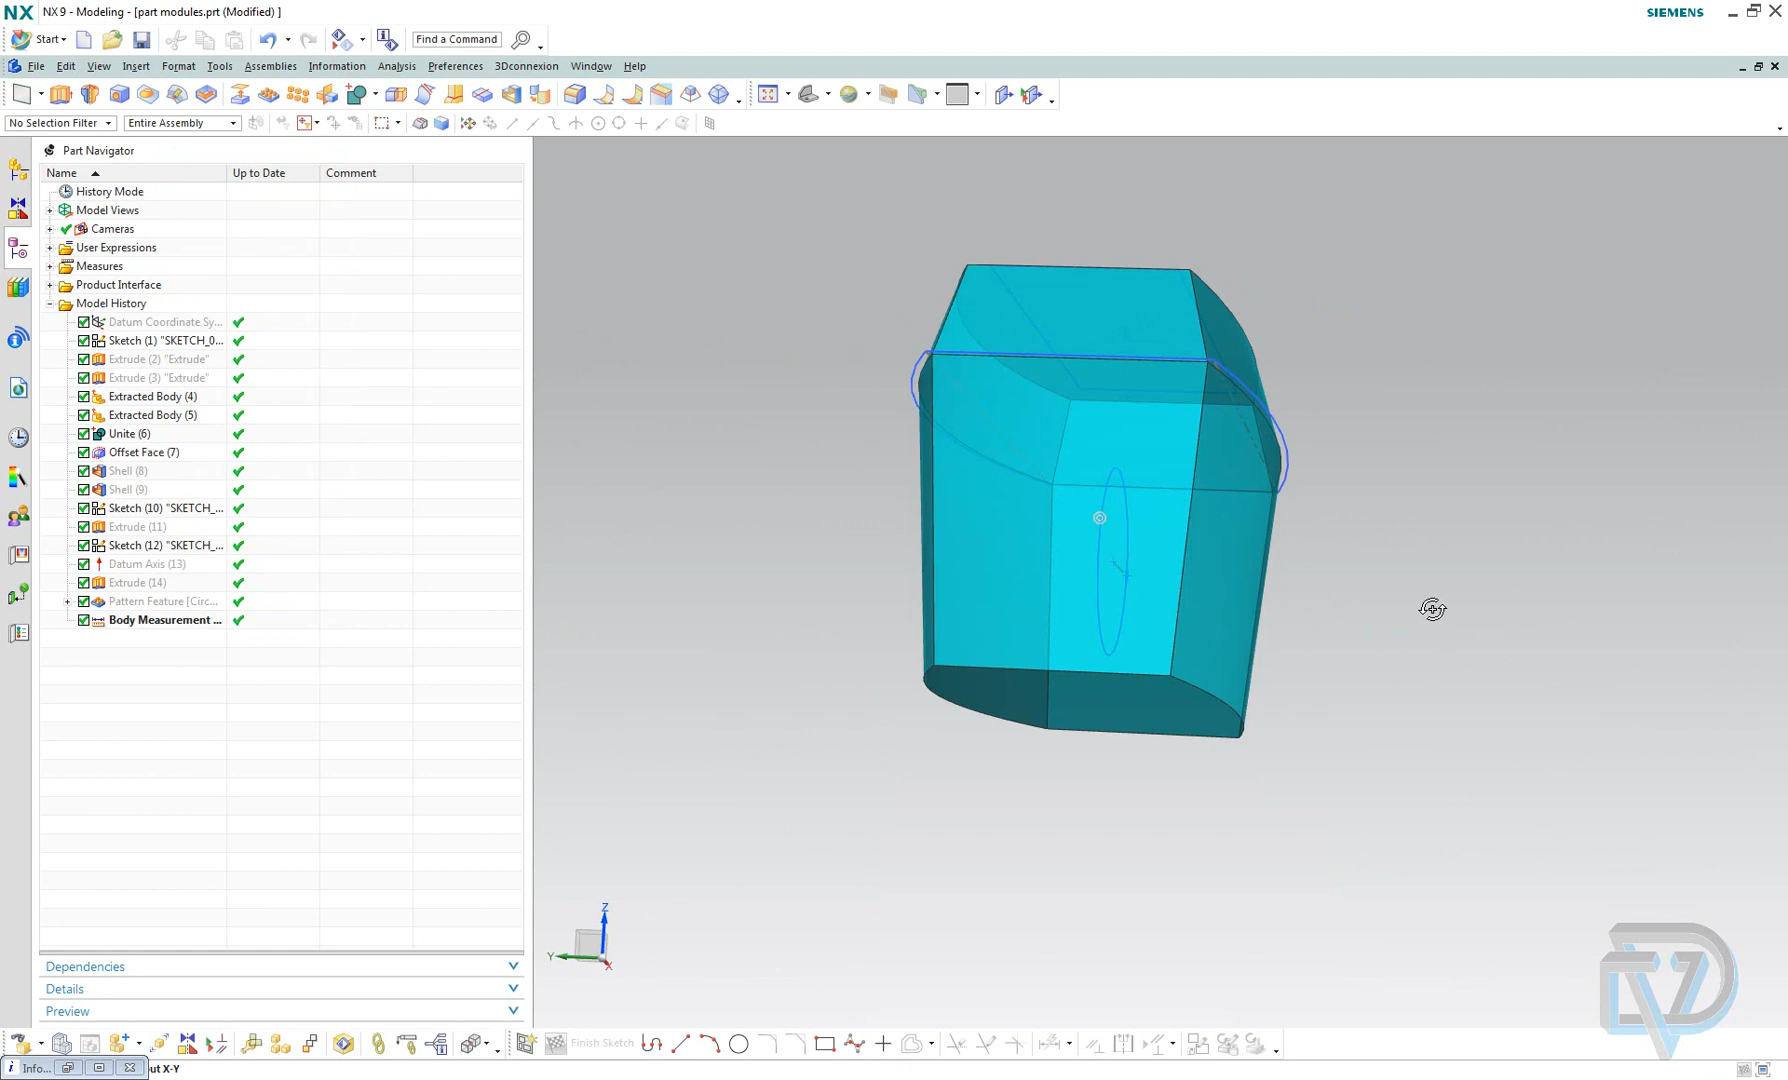 NX NX 9 - Modeling - [part modules.prt (Modified) ] SIEMENS
Start Find a Command
File Edit View Insert Format Tools Assemblies Information Analysis Preferences 3Dconnexion Window Help
No Selection Filter Entire Assembly
Part Navigator
Name Up to Date Comment
History Mode
Model Views
Cameras
User Expressions
Measures
Product Interface
Model History
Datum Coordinate Sy...
Sketch (1) "SKETCH_0...
Extrude (2) "Extrude"
Extrude (3) "Extrude"
Extracted Body (4)
Extracted Body (5)
Unite (6)
Offset Face (7)
Shell (8)
Shell (9)
Sketch (10) "SKETCH_...
Extrude (11)
Sketch (12) "SKETCH_...
Datum Axis (13)
Extrude (14)
Pattern Feature [Circ...
Body Measurement ...
Z
Y
X
Dependencies
Details
Preview
Finish Sketch
i Info... out X-Y